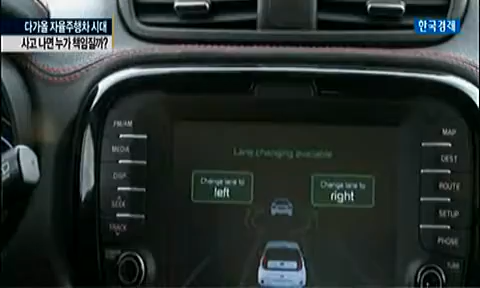 다가올 자율주행차 시대
사고 나면 누가 책임질까?
한국경제
FM/AM
MEDIA
DISP
SEEK
TRACK
Lane changing available
Change lane to
left
Change lane to
right
MAP
DEST
ROUTE
SETUP
PHONE
TUNE